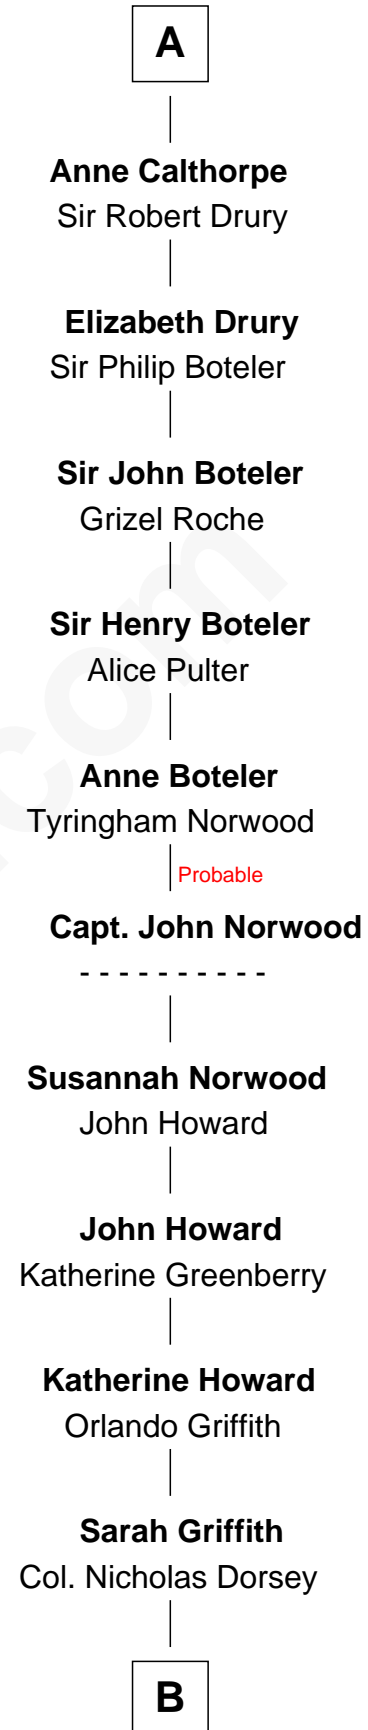 A
Anne Calthorpe
Sir Robert Drury
Elizabeth Drury
Sir Philip Boteler
Sir John Boteler
Grizel Roche
Sir Henry Boteler
Alice Pulter
Anne Boteler
Tyringham Norwood
Probable
Capt. John Norwood
- - - - - - - - - -
Susannah Norwood
John Howard
John Howard
Katherine Greenberry
Katherine Howard
Orlando Griffith
Sarah Griffith
Col. Nicholas Dorsey
B